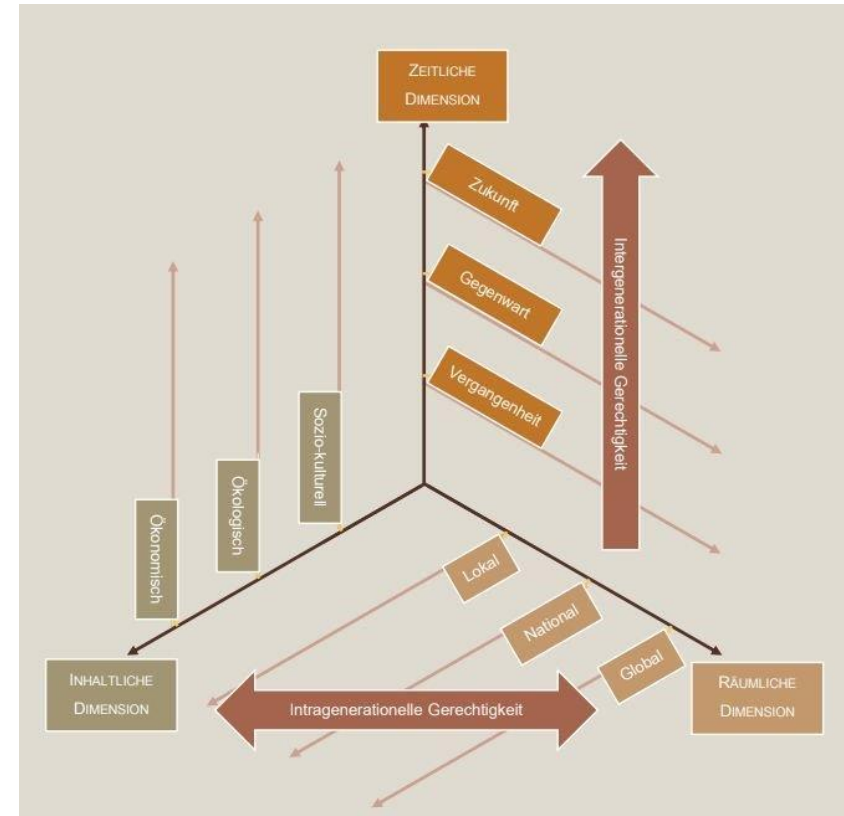 ZEITLICHE
DIMENSION
Zukunft
Gegenwart
Vergangenheit
Intergenerationelle Gerechtigkeit
Sozio-kulturell
Ökologisch
Ökonomisch
Lokal
National
Global
INHALTLICHE
DIMENSION
Intragenerationelle Gerechtigkeit
RÄUMLICHE
DIMENSION